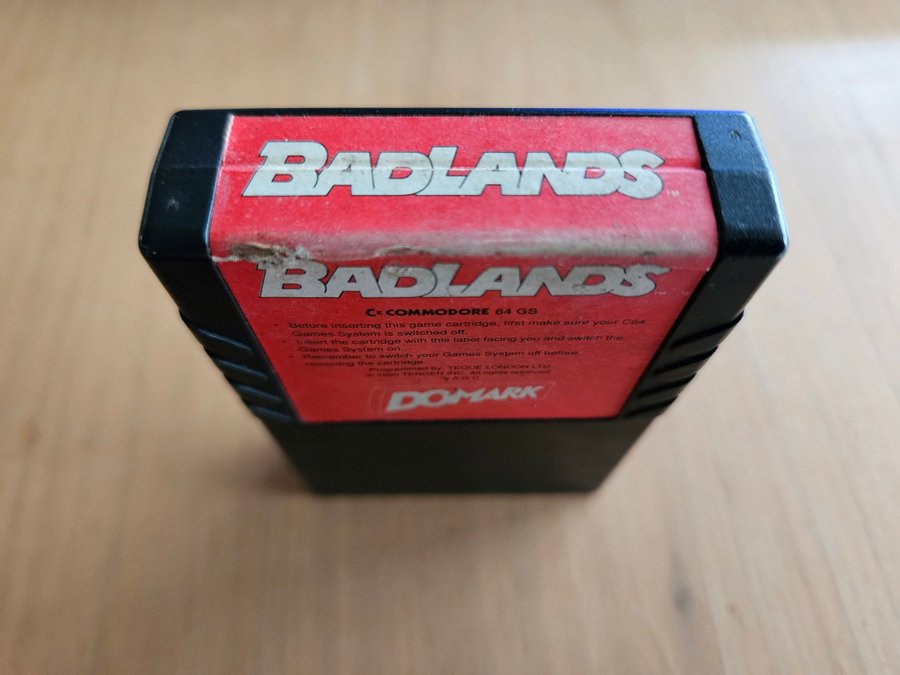 BADLANDS™
BADLANDS
C= COMMODORE 64 GS
• Before inserting this game cartridge, first make sure your C64
Games System is switched off.
• Insert the cartridge with this label facing you and switch the
Games System on.
• Remember to switch your Games System off before
removing the cartridge.
Programmed by: TEQUE LONDON LTD
© 1990 TENGEN INC. All rights reserved.
DOMARK